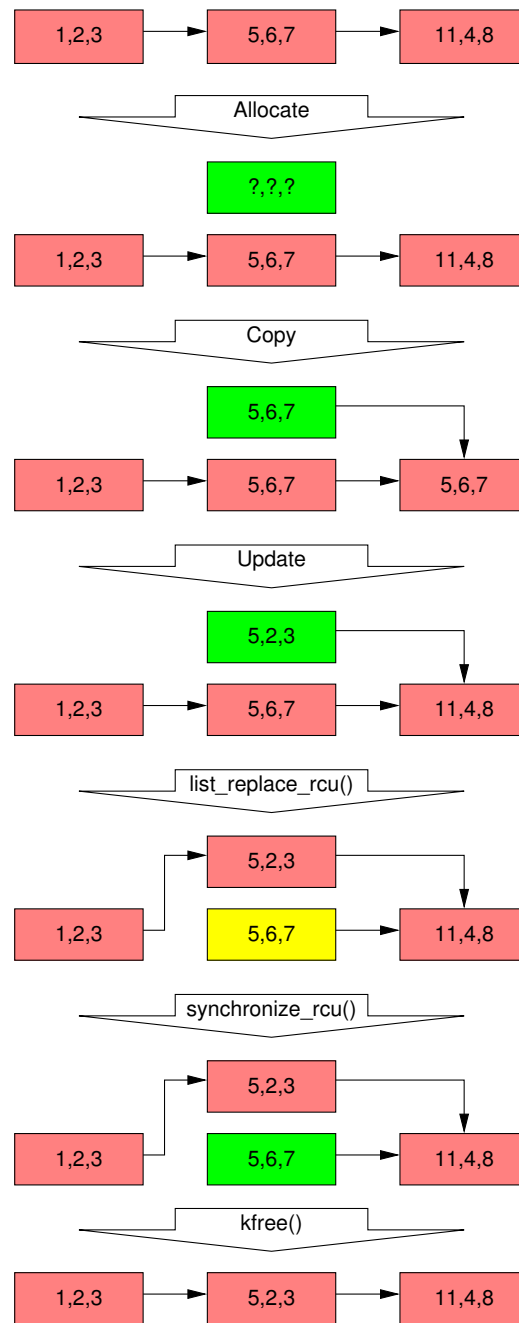 1,2,3 5,6,7 11,4,8
Allocate
?,?,?
1,2,3 5,6,7 11,4,8
Copy
5,6,7
1,2,3 5,6,7 5,6,7
Update
5,2,3
1,2,3 5,6,7 11,4,8
list_replace_rcu()
5,2,3
1,2,3 5,6,7 11,4,8
synchronize_rcu()
5,2,3
1,2,3 5,6,7 11,4,8
kfree()
1,2,3 5,2,3 11,4,8